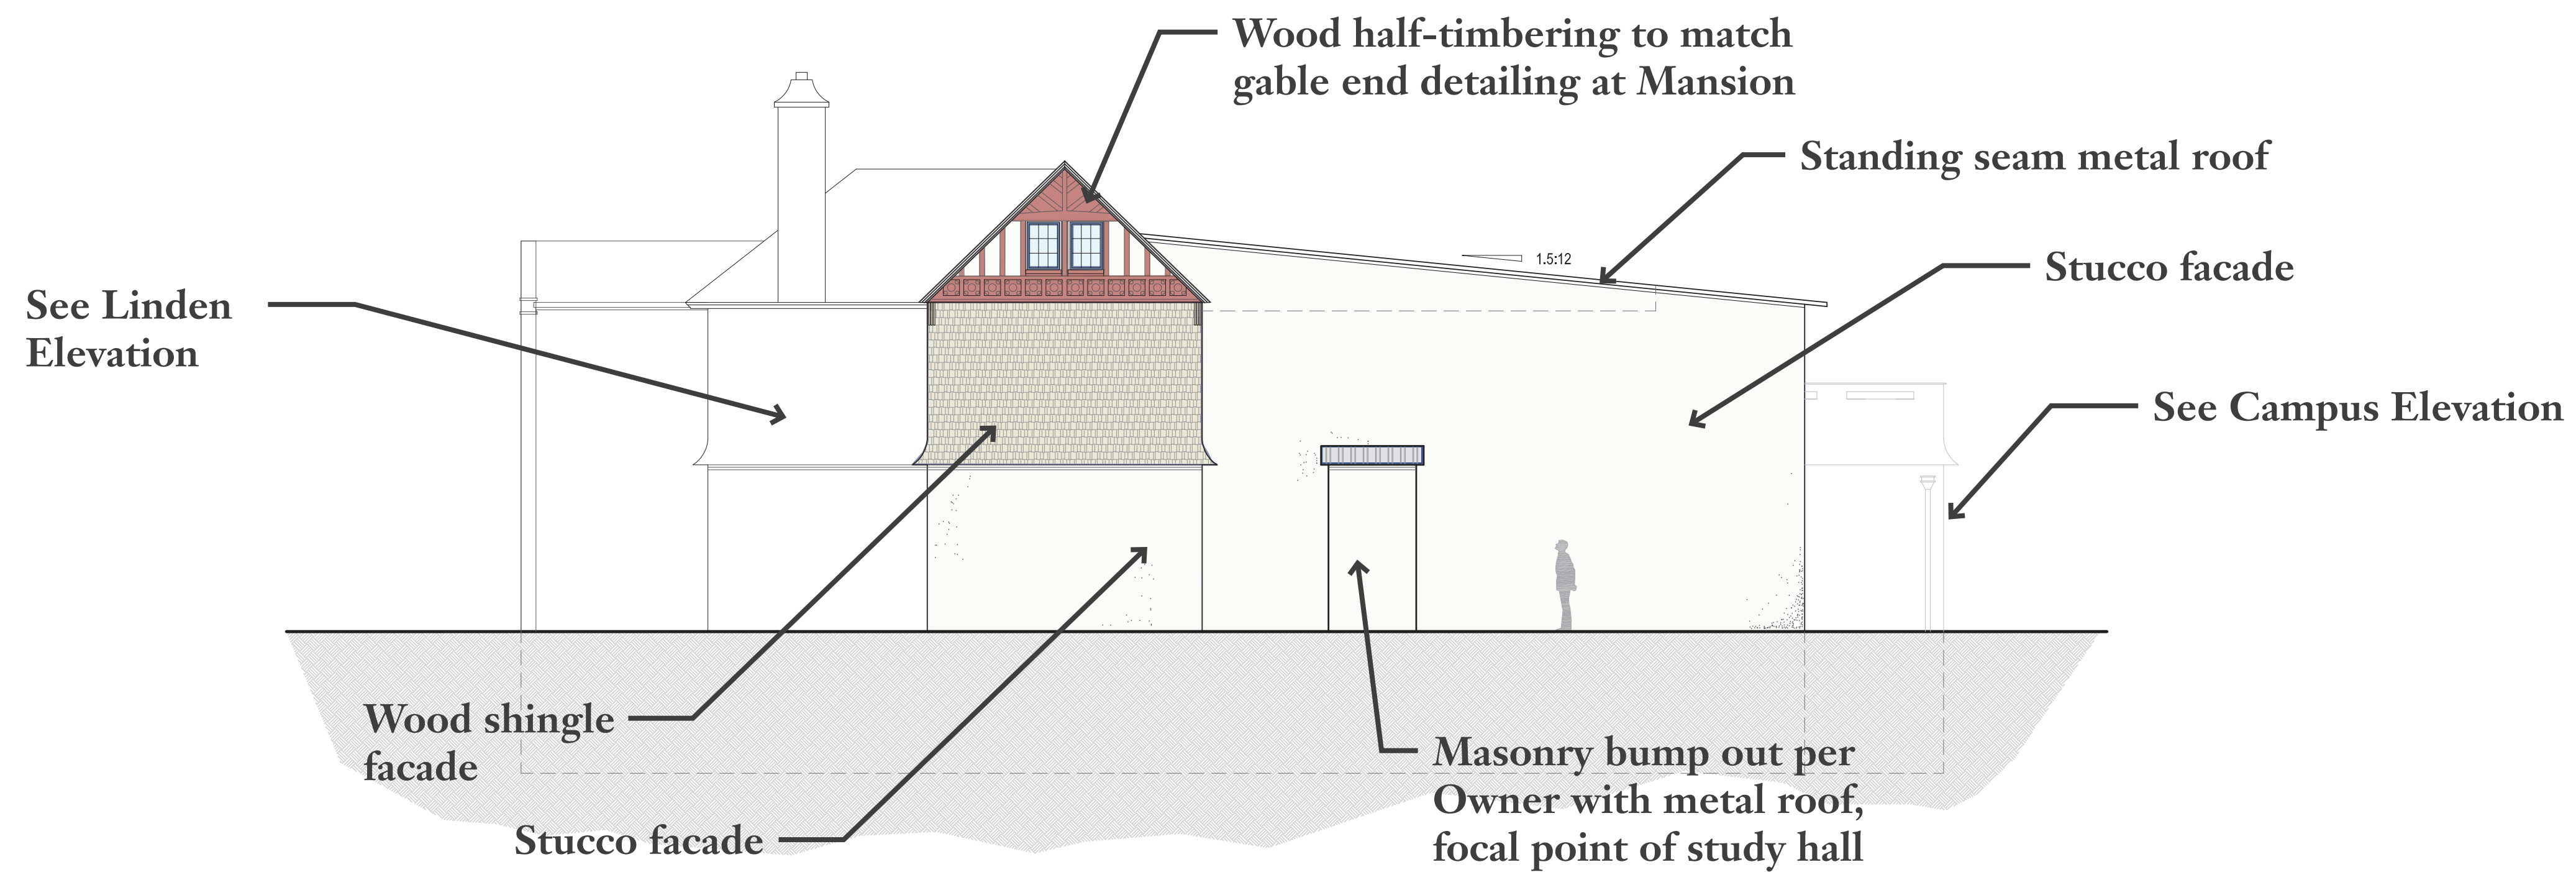 Wood half-timbering to match
gable end detailing at Mansion
Standing seam metal roof
1.5:12
Stucco facade
See Linden
Elevation
See Campus Elevation
Wood shingle
facade
Stucco facade
Masonry bump out per
Owner with metal roof,
focal point of study hall